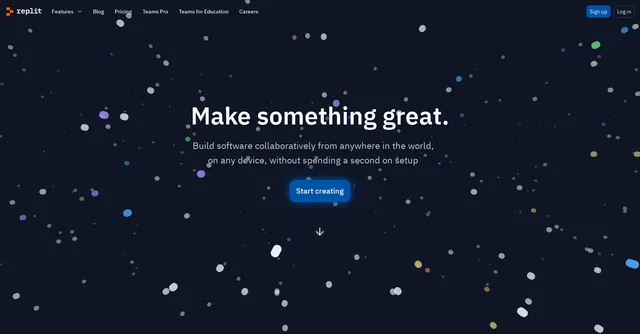 replit
Features
Blog
Pricing
Teams Pro
Teams for Education
Careers
Sign up
Log in
Make something great.
Build software collaboratively from anywhere in the world,
on any device, without spending a second on setup
Start creating